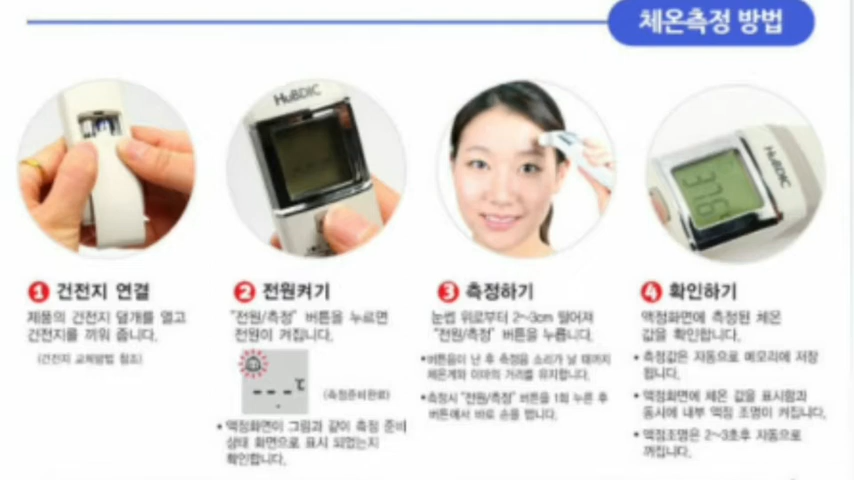 체온측정 방법
HuBDIC
HuBDIC
376
1 건전지 연결
제품의 건전지 덮개를 열고
건전지를 끼워 줍니다.
(건전지 교체방법 참조)
2 전원켜기
"전원/측정" 버튼을 누르면
전원이 켜집니다.
---℃
(측정준비완료)
• 액정화면이 그림과 같이 측정 준비
상태 화면으로 표시 되었는지
확인합니다.
3 측정하기
눈썹 위로부터 2~3cm 떨어져
"전원/측정" 버튼을 누릅니다.
• 버튼음이 난 후 측정음 소리가 날 때까지
체온계와 이마의 거리를 유지합니다.
• 측정시 "전원/측정" 버튼을 1회 누른 후
버튼에서 바로 손을 뗍니다.
4 확인하기
액정화면에 측정된 체온
값을 확인합니다.
• 측정값은 자동으로 메모리에 저장
됩니다.
• 액정화면에 체온 값을 표시함과
동시에 내부 액정 조명이 켜집니다.
• 액정조명은 2~3초후 자동으로
꺼집니다.